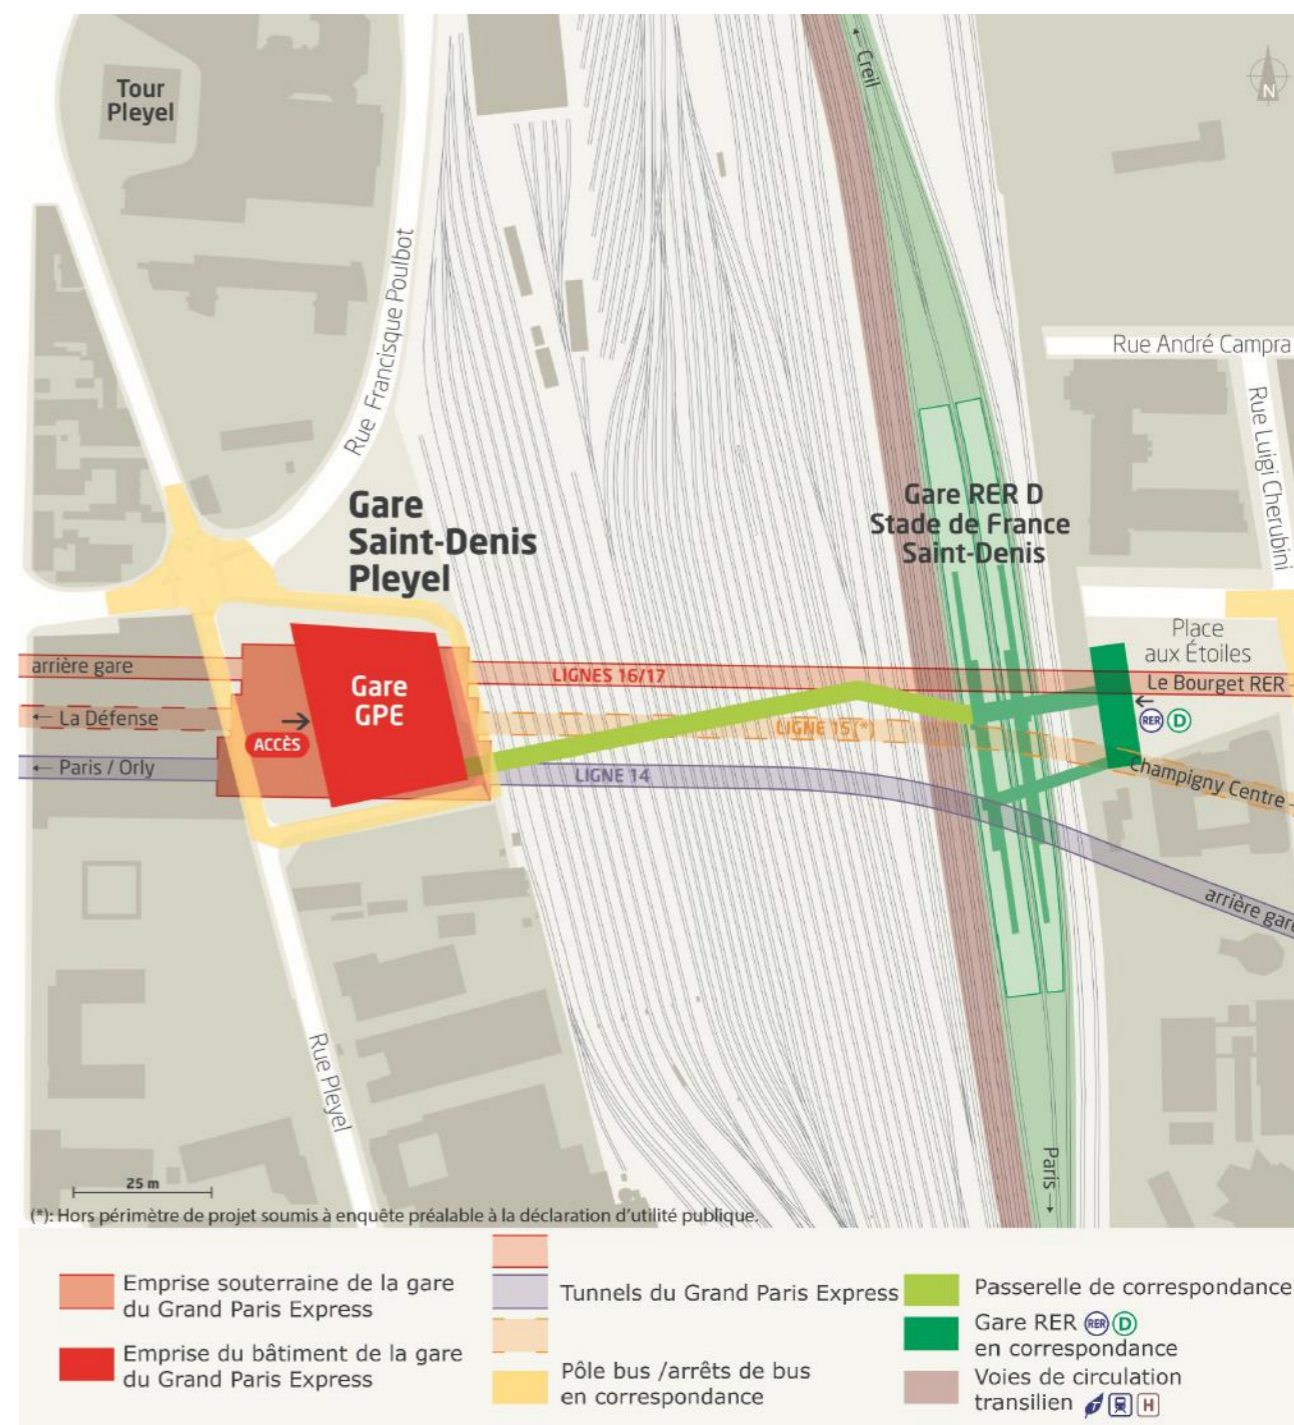 Tour
Pleyel
← Creil
N
Rue Francisque Poulbot
Rue André Campra
Rue Luigi Cherubini
Gare
Saint-Denis
Pleyel
Gare RER D
Stade de France
Saint-Denis
Place
aux Étoiles
arrière gare
LIGNES 16/17
Le Bourget RER
Gare
GPE
← La Défense
→
ACCÈS
LIGNE 15 (*)
←
RER D
← Paris / Orly
LIGNE 14
Champigny Centre
arrière gare
Rue Pleyel
Paris →
25 m
(*): Hors périmètre de projet soumis à enquête préalable à la déclaration d'utilité publique.
Emprise souterraine de la gare
du Grand Paris Express
Emprise du bâtiment de la gare
du Grand Paris Express
Tunnels du Grand Paris Express
Pôle bus /arrêts de bus
en correspondance
Passerelle de correspondance
Gare RER RER D
en correspondance
Voies de circulation
transilien T H